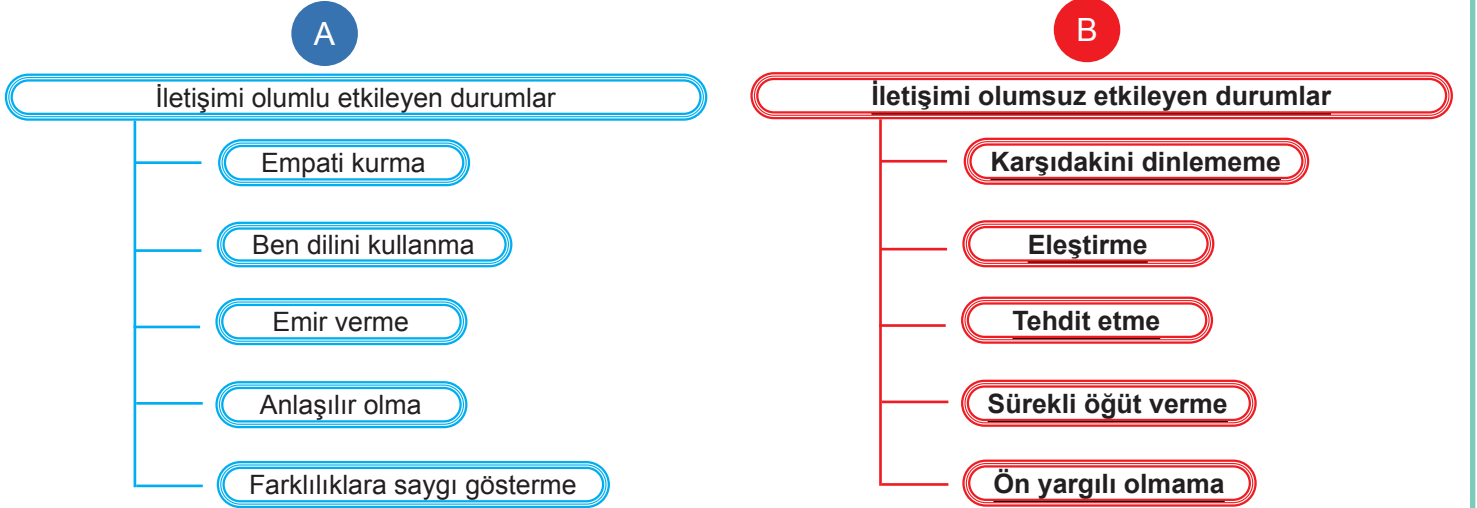 A
İletişimi olumlu etkileyen durumlar
Empati kurma
Ben dilini kullanma
Emir verme
Anlaşılır olma
Farklılıklara saygı gösterme
B
İletişimi olumsuz etkileyen durumlar
Karşıdakini dinlememe
Eleştirme
Tehdit etme
Sürekli öğüt verme
Ön yargılı olmama